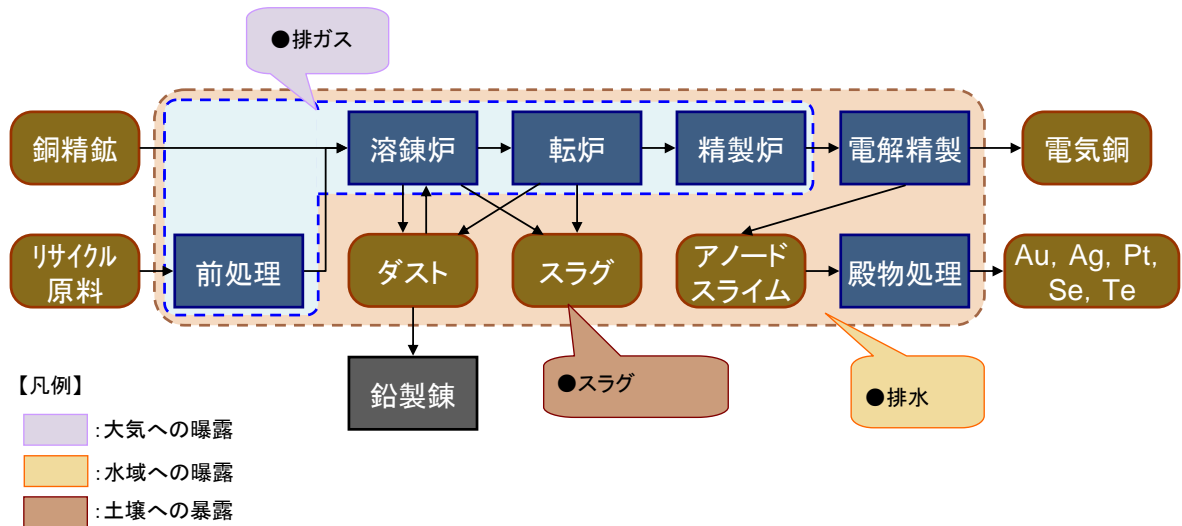 ●排ガス
銅精鉱
溶錬炉
転炉
精製炉
電解精製
電気銅
リサイクル
原料
前処理
ダスト
スラグ
アノード
スライム
殿物処理
Au, Ag, Pt,
Se, Te
鉛製錬
●スラグ
●排水
【凡例】
:大気への曝露
:水域への曝露
:土壌への暴露